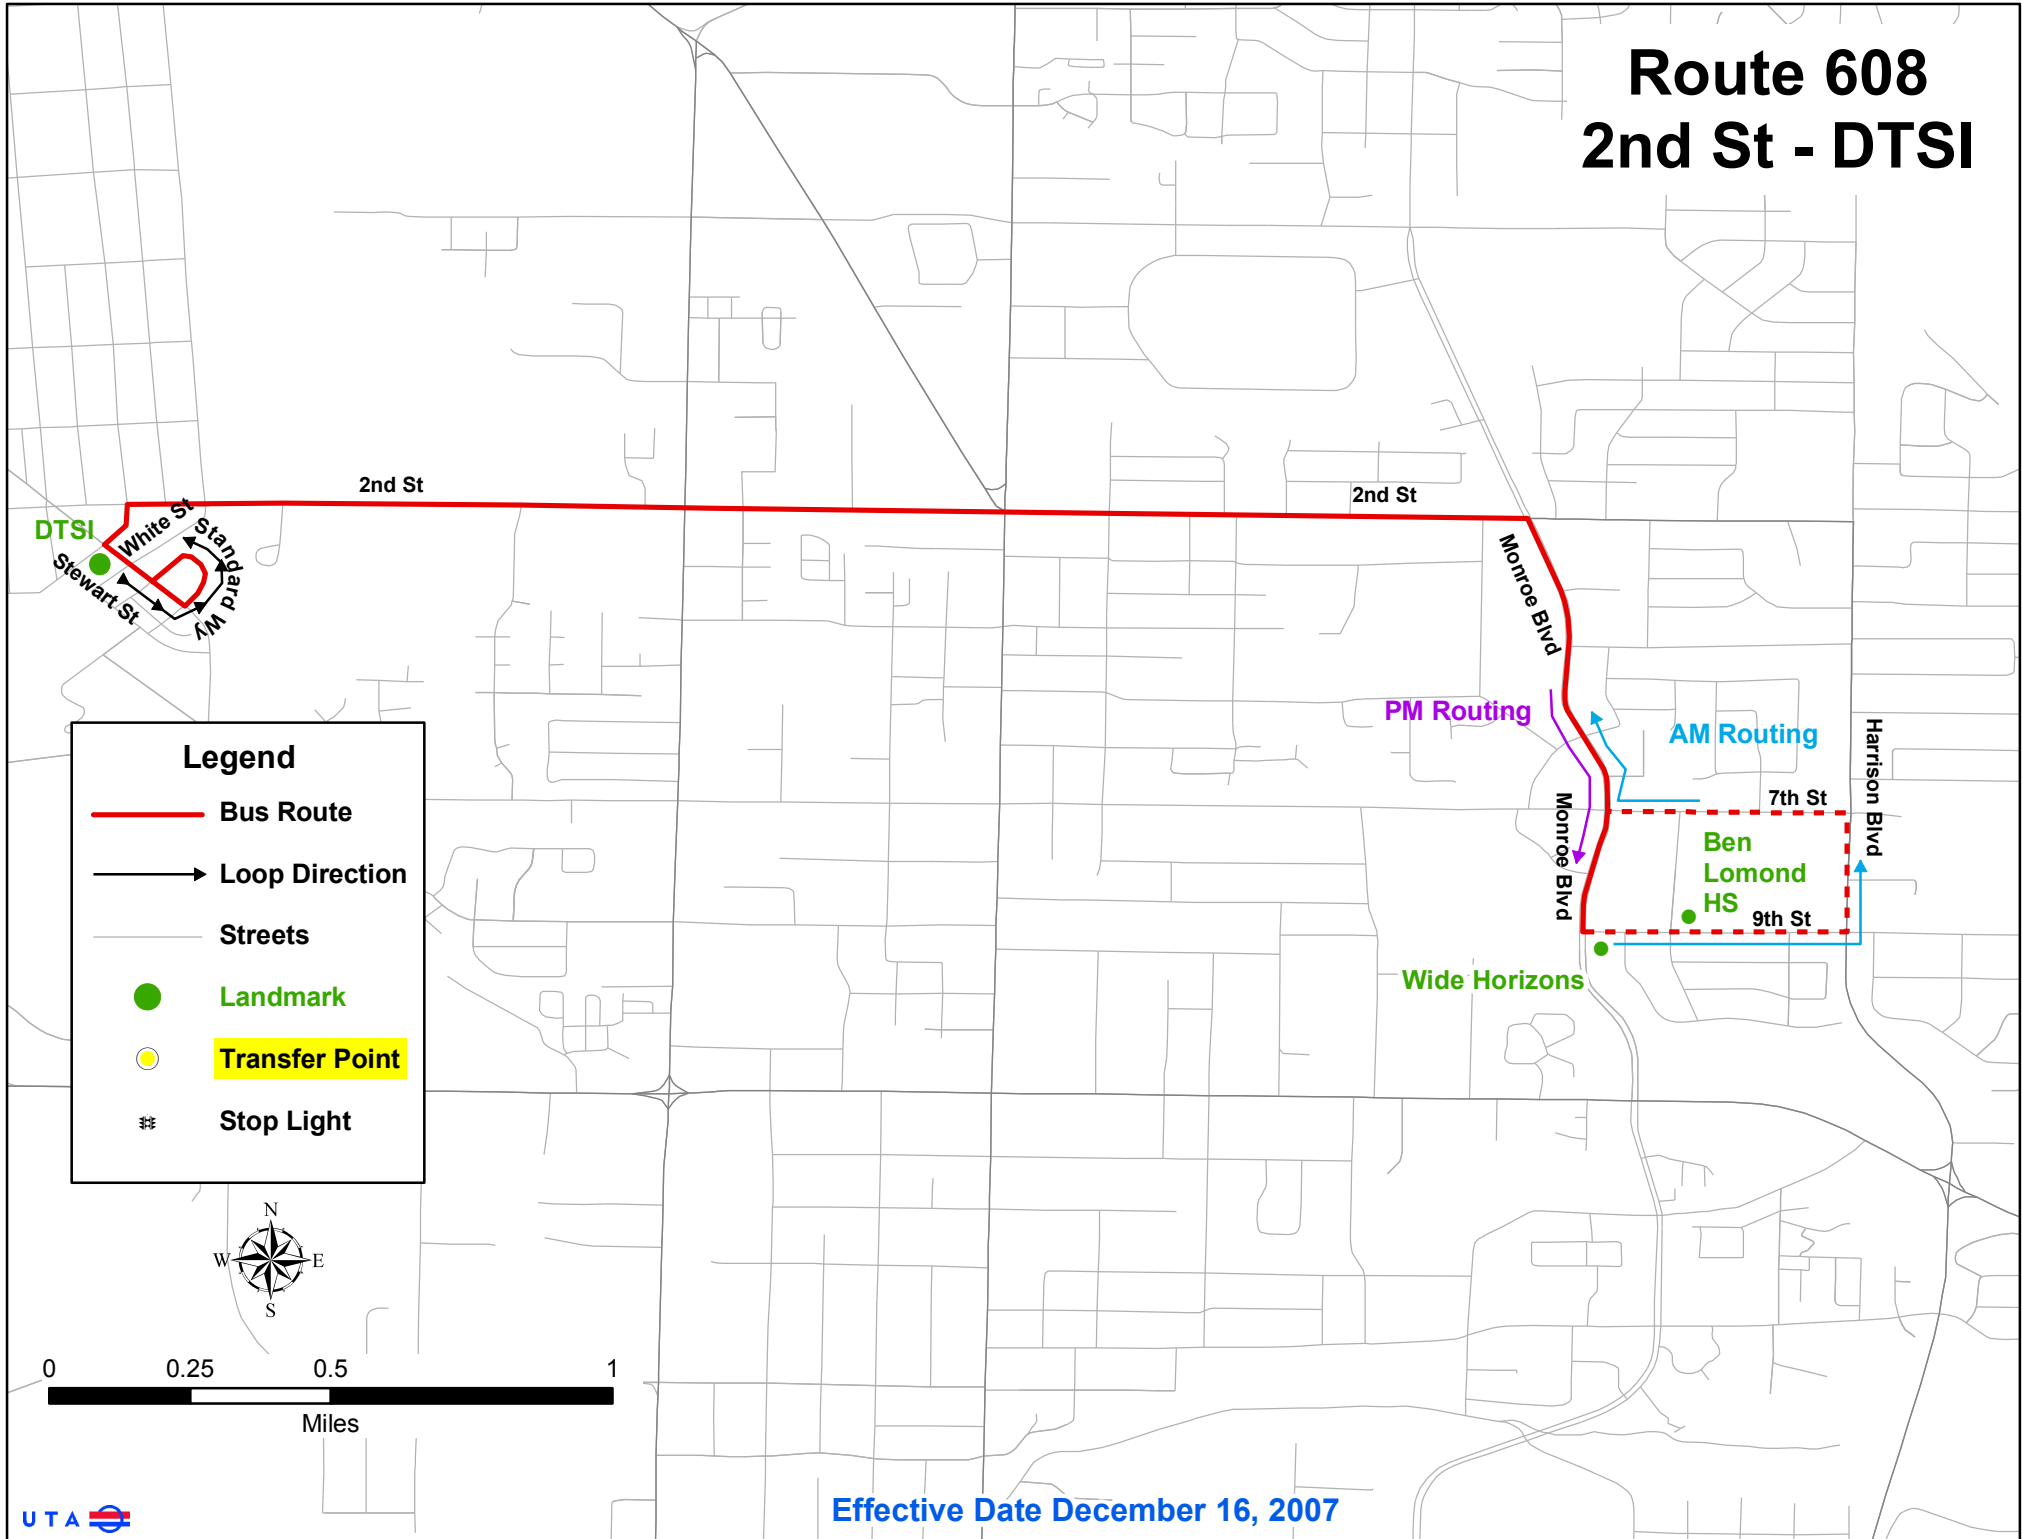 Route 608
2nd St - DTSI
2nd St
2nd St
DTSI
White St
Standard Wy
Stewart St
Monroe Blvd
PM Routing
AM Routing
Harrison Blvd
7th St
Monroe Blvd
Ben
Lomond
HS
9th St
Wide Horizons
Legend
Bus Route
Loop Direction
Streets
Landmark
Transfer Point
Stop Light
N
W
E
S
0 0.25 0.5 1
Miles
UTA
Effective Date December 16, 2007